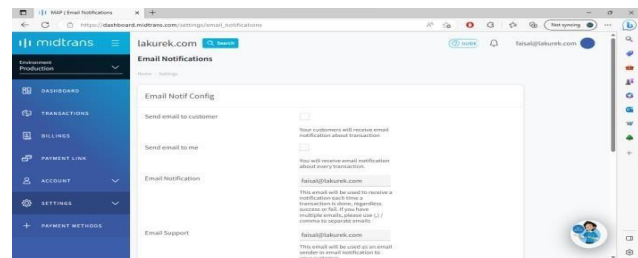 MAP | Email Notifications
https://dashboard.midtrans.com/settings/email_notifications
Not syncing
midtrans
lakurek.com
Search
faisal@lakurek.com
Environment
Production
Email Notifications
Home
Settings
DASHBOARD
TRANSACTIONS
BILLINGS
PAYMENT LINK
ACCOUNT
SETTINGS
PAYMENT METHODS
Email Notif Config
Send email to customer
Your customers will receive email
notification about transaction
Send email to me
You will receive email notification
about every transaction.
Email Notification
faisal@lakurek.com
This email will be used to receive a
notification each time a
transaction is done, regardless
success or fail. If you have
multiple emails, please use (,) /
comma to separate emails
Email Support
faisal@lakurek.com
This email will be used as an email
sender in email notification to